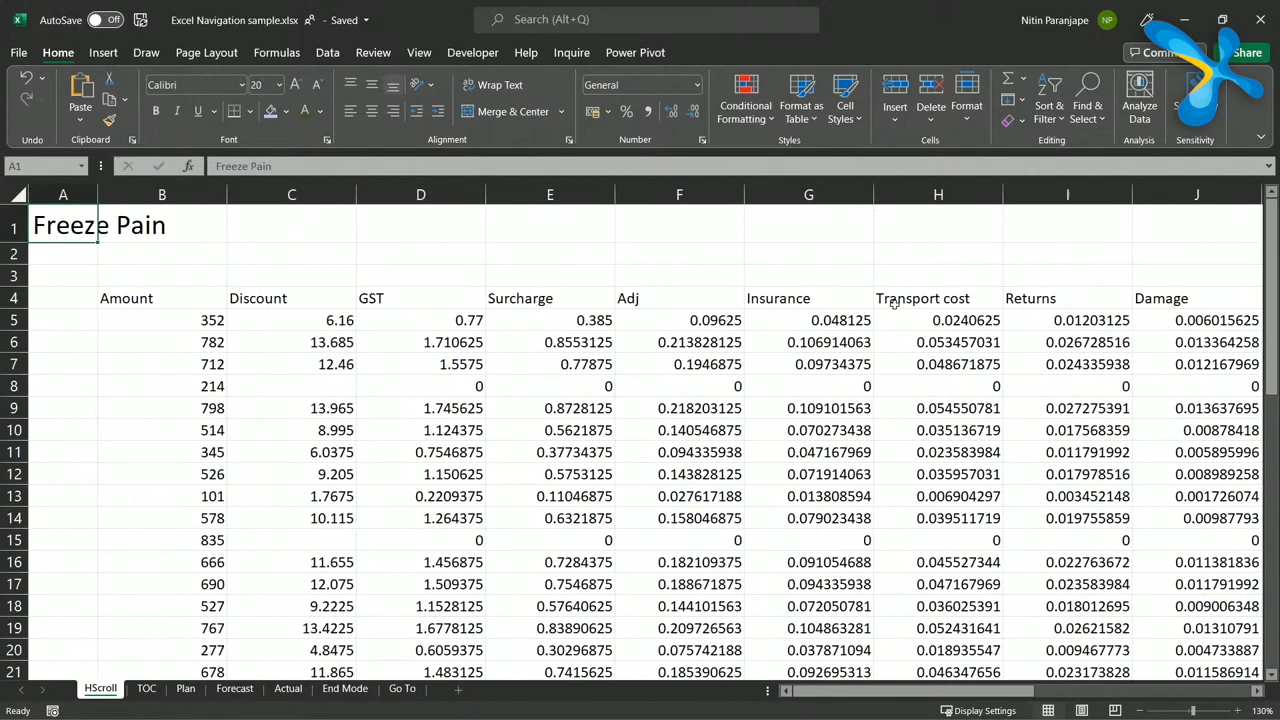 AutoSave Off Excel Navigation sample.xlsx - Saved Search (Alt+Q) Nitin Paranjape NP
File Home Insert Draw Page Layout Formulas Data Review View Developer Help Inquire Power Pivot Share
Paste Calibri 20 Wrap Text General Conditional Formatting Format as Table Cell Styles Insert Delete Format Sort & Filter Find & Select Analyze Data
B I U Merge & Center
Undo Clipboard Font Alignment Number Styles Cells Editing Analysis Sensitivity
A1 fx Freeze Pain
A B C D E F G H I J
1 Freeze Pain
2
3
4 Amount Discount GST Surcharge Adj Insurance Transport cost Returns Damage
5 352 6.16 0.77 0.385 0.09625 0.048125 0.0240625 0.01203125 0.006015625
6 782 13.685 1.710625 0.8553125 0.213828125 0.106914063 0.053457031 0.026728516 0.013364258
7 712 12.46 1.5575 0.77875 0.1946875 0.09734375 0.048671875 0.024335938 0.012167969
8 214 0 0 0 0 0 0 0
9 798 13.965 1.745625 0.8728125 0.218203125 0.109101563 0.054550781 0.027275391 0.013637695
10 514 8.995 1.124375 0.5621875 0.140546875 0.070273438 0.035136719 0.017568359 0.00878418
11 345 6.0375 0.7546875 0.37734375 0.094335938 0.047167969 0.023583984 0.011791992 0.005895996
12 526 9.205 1.150625 0.5753125 0.143828125 0.071914063 0.035957031 0.017978516 0.008989258
13 101 1.7675 0.2209375 0.11046875 0.027617188 0.013808594 0.006904297 0.003452148 0.001726074
14 578 10.115 1.264375 0.6321875 0.158046875 0.079023438 0.039511719 0.019755859 0.00987793
15 835 0 0 0 0 0 0 0
16 666 11.655 1.456875 0.7284375 0.182109375 0.091054688 0.045527344 0.022763672 0.011381836
17 690 12.075 1.509375 0.7546875 0.188671875 0.094335938 0.047167969 0.023583984 0.011791992
18 527 9.2225 1.1528125 0.57640625 0.144101563 0.072050781 0.036025391 0.018012695 0.009006348
19 767 13.4225 1.6778125 0.83890625 0.209726563 0.104863281 0.052431641 0.02621582 0.01310791
20 277 4.8475 0.6059375 0.30296875 0.075742188 0.037871094 0.018935547 0.009467773 0.004733887
21 678 11.865 1.483125 0.7415625 0.185390625 0.092695313 0.046347656 0.023173828 0.011586914
HScroll TOC Plan Forecast Actual End Mode Go To
Ready Display Settings 130%